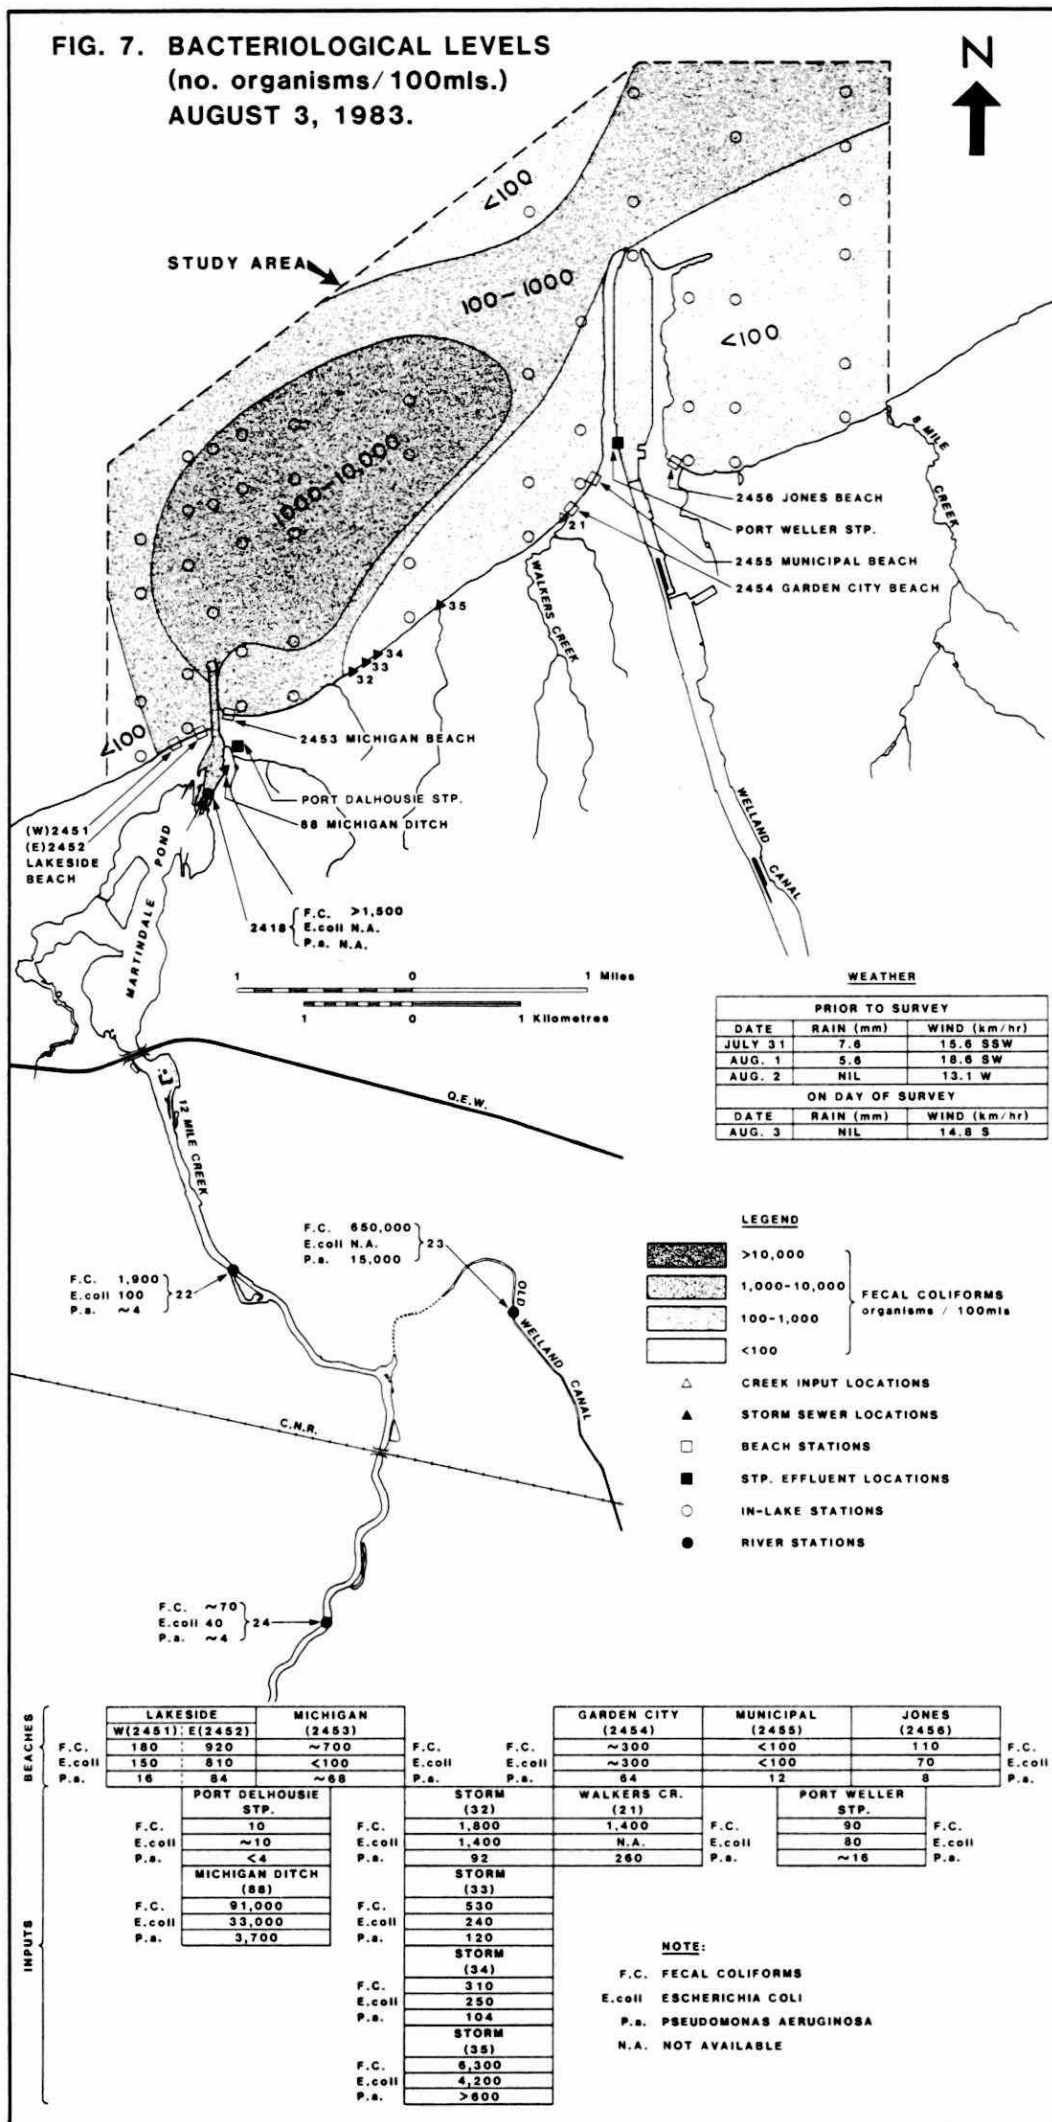 FIG. 7. BACTERIOLOGICAL LEVELS
(no. organisms/100mls.)
AUGUST 3, 1983.
N
<100
STUDY AREA
100-1000
<100
1000-10,000
8 MILE CREEK
2456 JONES BEACH
PORT WELLER STP.
21
2455 MUNICIPAL BEACH
2454 GARDEN CITY BEACH
WALKERS CREEK
35
34
33
32
<100
2453 MICHIGAN BEACH
PORT DALHOUSIE STP.
88 MICHIGAN DITCH
(W)2451
(E)2452
LAKESIDE
BEACH
MARTINDALE POND
WELLAND CANAL
2418
F.C. >1,500
E.coli N.A.
P.a. N.A.
1 0 1 Miles
1 0 1 Kilometres
WEATHER
PRIOR TO SURVEY
DATE RAIN (mm) WIND (km/hr)
JULY 31 7.6 15.6 SSW
AUG. 1 5.6 18.6 SW
AUG. 2 NIL 13.1 W
ON DAY OF SURVEY
DATE RAIN (mm) WIND (km/hr)
AUG. 3 NIL 14.8 S
Q.E.W.
12 MILE CREEK
F.C. 650,000
E.coli N.A. 23
P.a. 15,000
F.C. 1,900
E.coli 100 22
P.a. ~4
OLD WELLAND CANAL
C.N.R.
F.C. ~70
E.coli 40 24
P.a. ~4
LEGEND
>10,000
1,000-10,000
100-1,000
<100
FECAL COLIFORMS
organisms / 100mls
CREEK INPUT LOCATIONS
STORM SEWER LOCATIONS
BEACH STATIONS
STP. EFFLUENT LOCATIONS
IN-LAKE STATIONS
RIVER STATIONS
BEACHES
LAKESIDE MICHIGAN GARDEN CITY MUNICIPAL JONES
W(2451) E(2452) (2453) (2454) (2455) (2456)
F.C. 180 920 ~700 F.C. F.C. ~300 <100 110 F.C.
E.coli 150 810 <100 E.coli E.coli ~300 <100 70 E.coli
P.a. 16 84 ~68 P.a. P.a. 64 12 8 P.a.
INPUTS
PORT DELHOUSIE STORM WALKERS CR. PORT WELLER
STP. (32) (21) STP.
F.C. 10 F.C. 1,800 1,400 F.C. 90 F.C.
E.coli ~10 E.coli 1,400 N.A. E.coli 80 E.coli
P.a. <4 P.a. 92 260 P.a. ~16 P.a.
MICHIGAN DITCH STORM
(88) (33)
F.C. 91,000 F.C. 530
E.coli 33,000 E.coli 240
P.a. 3,700 P.a. 120
STORM
(34)
F.C. 310
E.coli 250
P.a. 104
STORM
(35)
F.C. 6,300
E.coli 4,200
P.a. >600
NOTE:
F.C. FECAL COLIFORMS
E.coli ESCHERICHIA COLI
P.a. PSEUDOMONAS AERUGINOSA
N.A. NOT AVAILABLE